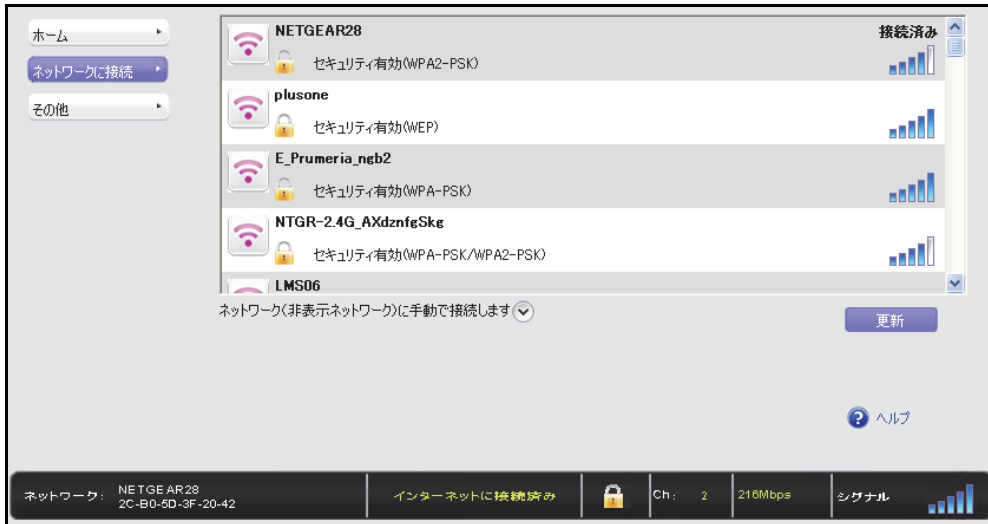 ホーム
ネットワークに接続
その他
NETGEAR28
接続済み
セキュリティ有効(WPA2-PSK)
plusone
セキュリティ有効(WEP)
E_Prumeria_ngb2
セキュリティ有効(WPA-PSK)
NTGR-2.4G_AXdznfgSkg
セキュリティ有効(WPA-PSK/WPA2-PSK)
LMS06
ネットワーク(非表示ネットワーク)に手動で接続します
更新
ヘルプ
ネットワーク: NETGEAR28
2C-B0-5D-3F-20-42
インターネットに接続済み
Ch: 2
216Mbps
シグナル